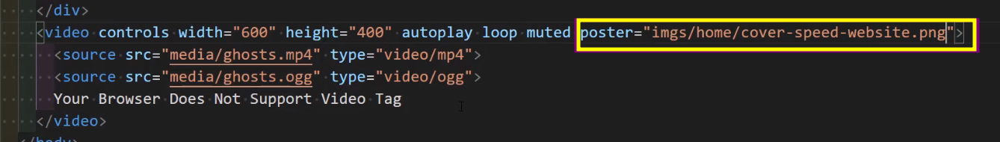 </div>
<video controls width="600" height="400" autoplay loop muted poster="imgs/home/cover-speed-website.png">
<source src="media/ghosts.mp4" type="video/mp4">
<source src="media/ghosts.ogg" type="video/ogg">
Your Browser Does Not Support Video Tag
</video>
</body>